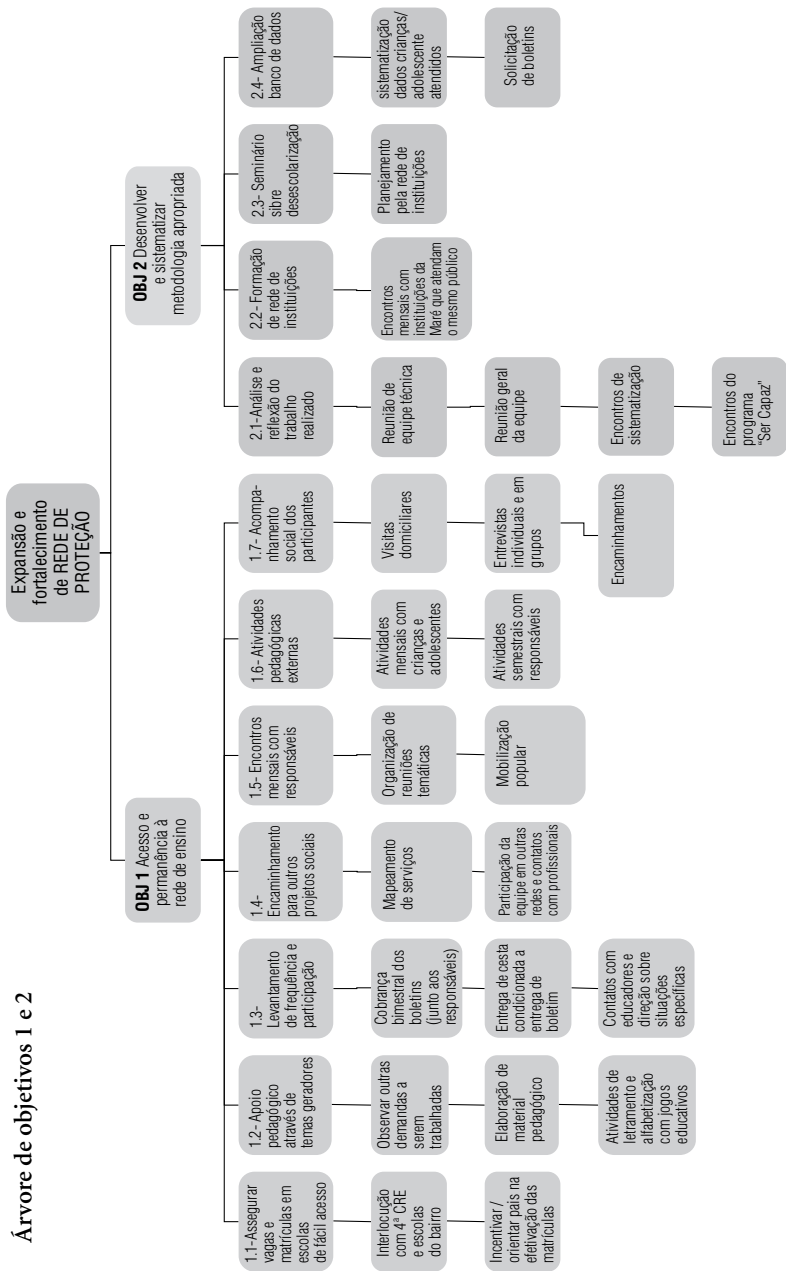 Árvore de objetivos 1 e 2
Expansão e
fortalecimento
de REDE DE
PROTEÇÃO
OBJ 1 Acesso e
permanência à
rede de ensino
1.1-Assegurar
vagas e
matrículas em
escolas
de fácil acesso
Interlocução
com 4ª CRE
e escolas
do bairro
Incentivar /
orientar pais na
efetivação das
matrículas
1.2- Apoio
pedagógico
através de
temas geradores
Observar outras
demandas a
serem
trabalhadas
Elaboração de
material
pedagógico
Atividades de
letramento e
alfabetização
com jogos
educativos
1.3-
Levantamento
de frequência e
participação
Cobrança
bimestral dos
boletins
(junto aos
responsáveis)
Entrega de cesta
condicionada a
entrega de
boletim
Contatos com
educadores e
direção sobre
situações
específicas
1.4-
Encaminhamento
para outros
projetos sociais
Mapeamento
de serviços
Participação da
equipe em outras
redes e contatos
com profissionais
1.5- Encontros
mensais com
responsáveis
Organização de
reuniões
temáticas
Mobilização
popular
1.6- Atividades
pedagógicas
externas
Atividades
mensais com
crianças e
adolescentes
Atividades
semestrais com
responsáveis
1.7- Acompa-
nhamento
social dos
participantes
Visitas
domiciliares
Entrevistas
individuais e em
grupos
Encaminhamentos
OBJ 2 Desenvolver
e sistematizar
metodologia apropriada
2.1- Análise e
reflexão do
trabalho
realizado
Reunião de
equipe técnica
Reunião geral
da equipe
Encontros de
sistematização
Encontros do
programa
"Ser Capaz"
2.2- Formação
de rede de
instituições
Encontros
mensais com
instituições da
Maré que atendam
o mesmo público
2.3- Seminário
sibre
desescolarização
Planejamento
pela rede de
instituições
2.4- Ampliação
banco de dados
sistematização
dados crianças/
adolescente
atendidos
Solicitação
de boletins